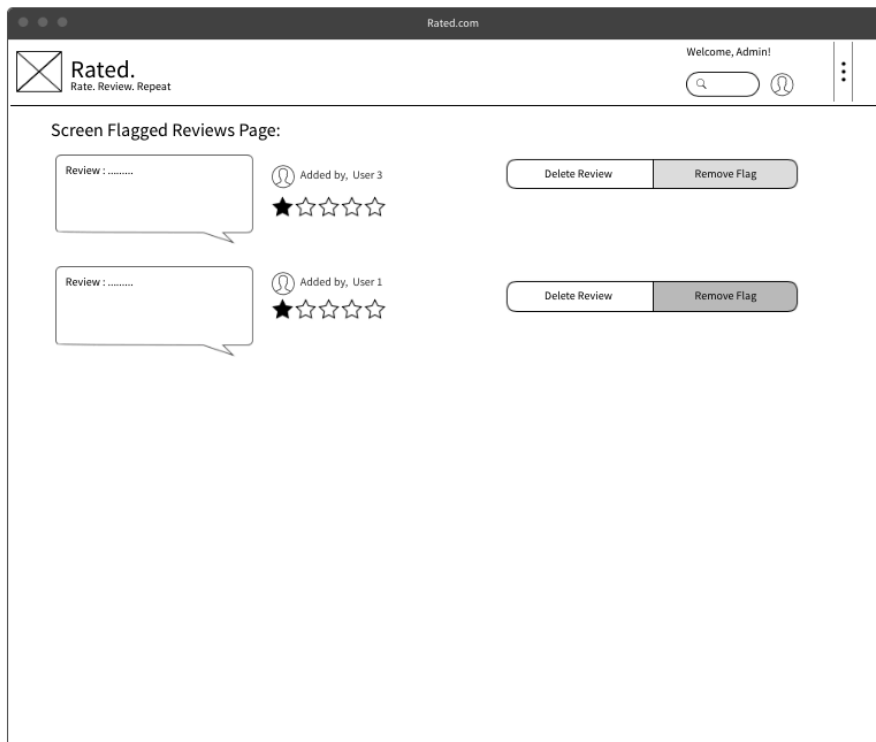 Rated.com
Welcome, Admin!
Rated.
Rate. Review. Repeat
Screen Flagged Reviews Page:
Review : .........
Added by, User 3
Delete Review
Remove Flag
Review : .........
Added by, User 1
Delete Review
Remove Flag